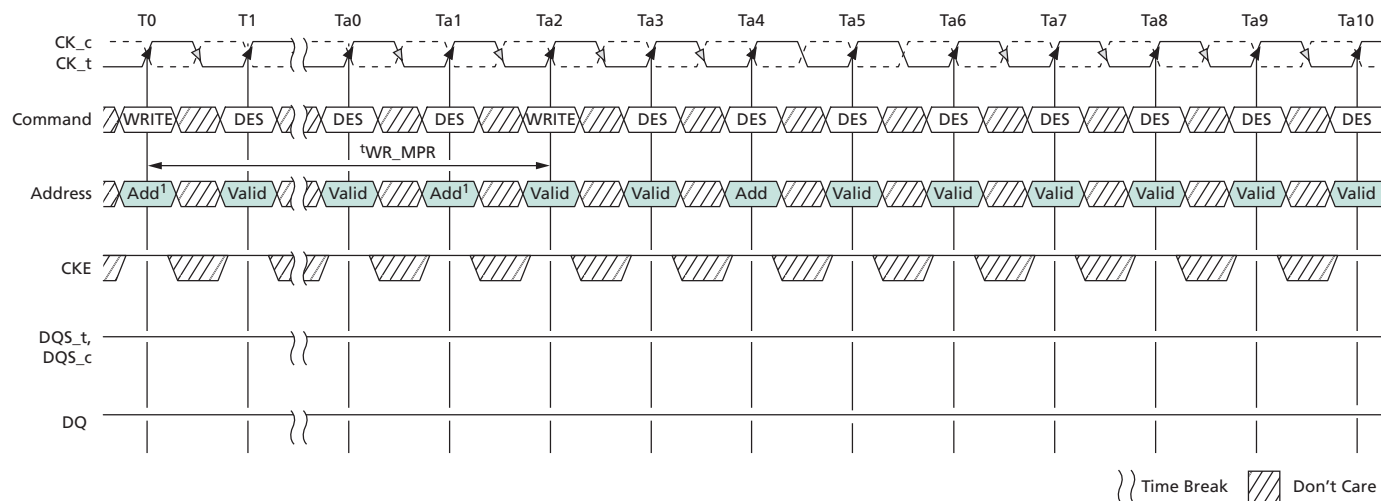 T0 T1 Ta0 Ta1 Ta2 Ta3 Ta4 Ta5 Ta6 Ta7 Ta8 Ta9 Ta10
CK_c
CK_t
Command WRITE DES DES DES WRITE DES DES DES DES DES DES DES DES
tWR_MPR
Address Add1 Valid Valid Add1 Valid Valid Add Valid Valid Valid Valid Valid Valid
CKE
DQS_t,
DQS_c
DQ
Time Break Don't Care